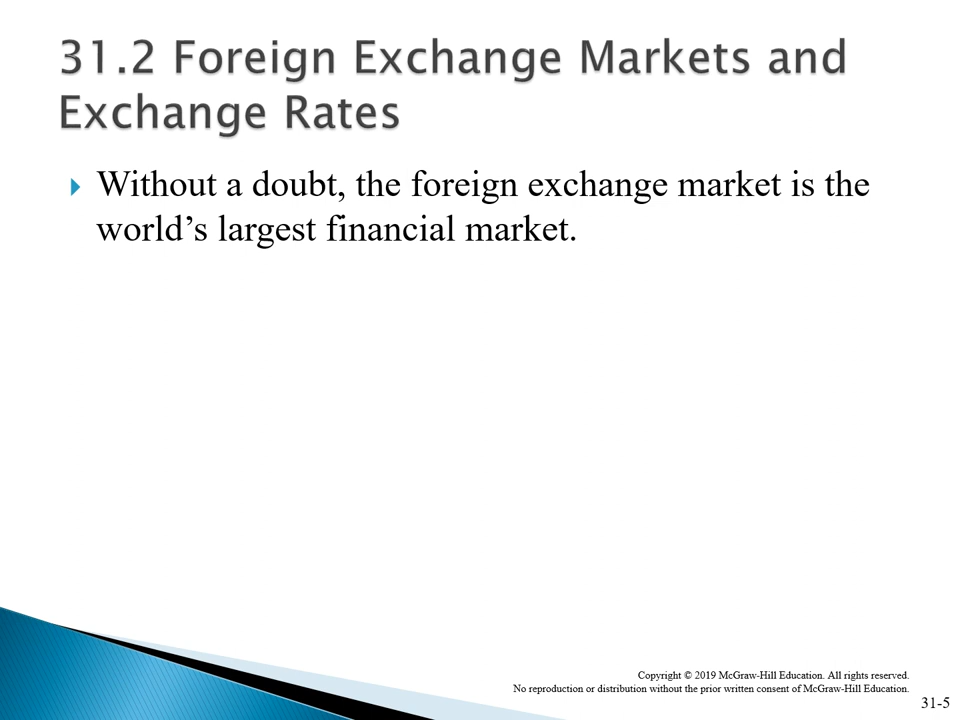 31.2 Foreign Exchange Markets and
Exchange Rates
Without a doubt, the foreign exchange market is the
world’s largest financial market.
Copyright © 2019 McGraw-Hill Education. All rights reserved.
No reproduction or distribution without the prior written consent of McGraw-Hill Education.
31-5